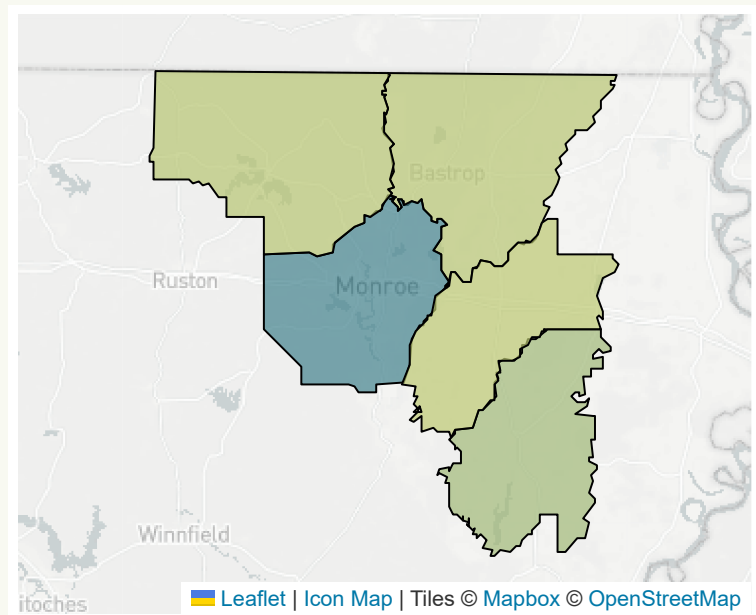 Bastrop
Ruston
Monroe
Winnfield
itoches
Leaflet | Icon Map | Tiles © Mapbox © OpenStreetMap